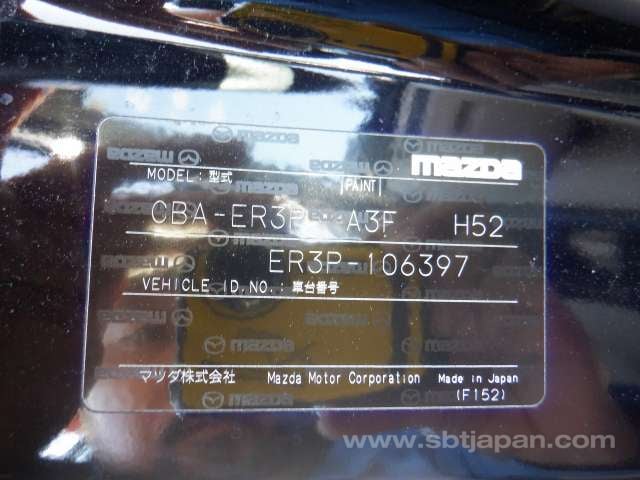 mazda
MODEL:型式 PAINT
CBA-ER3P A3F H52
ER3P-106397
VEHICLE ID.NO.:車台番号
マツダ株式会社 Mazda Motor Corporation Made in Japan
(F152)
www.sbtjapan.com